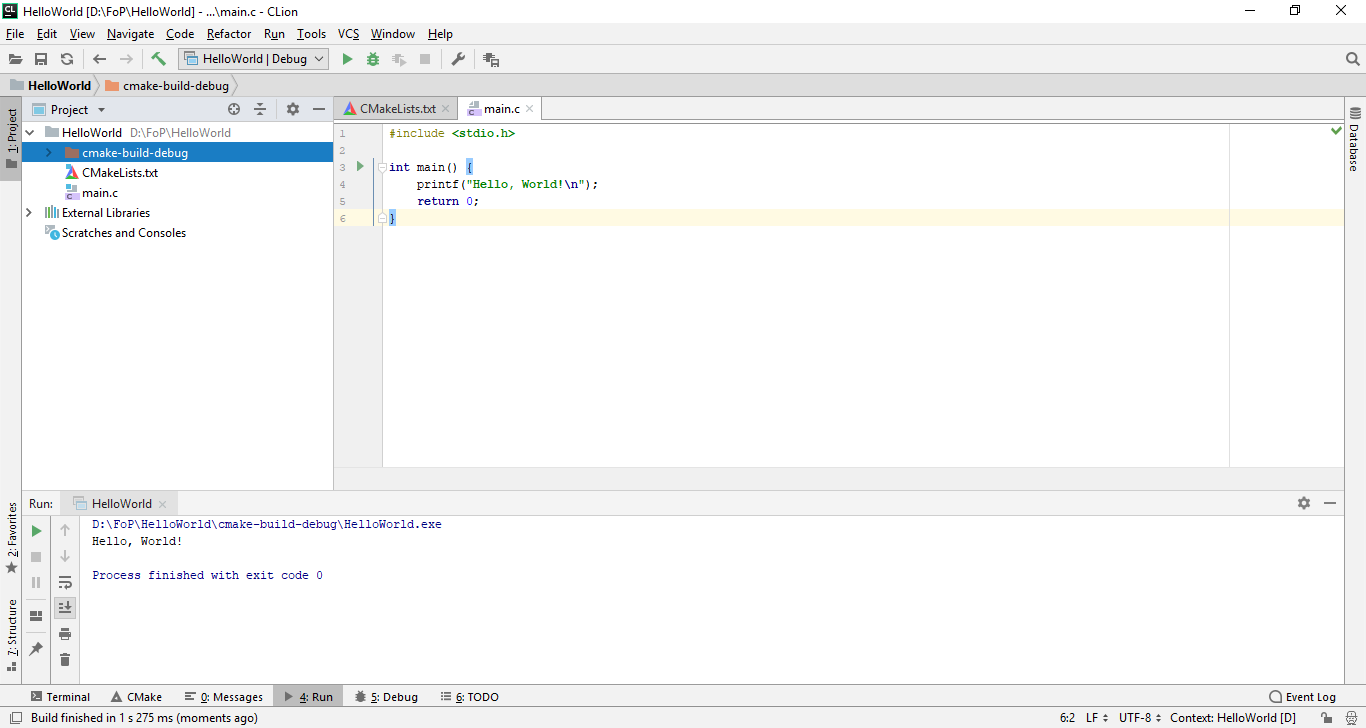 HelloWorld [D:\FoP\HelloWorld] - ...\main.c - CLion
File Edit View Navigate Code Refactor Run Tools VCS Window Help
HelloWorld | Debug
HelloWorld cmake-build-debug
1: Project
Project
HelloWorld D:\FoP\HelloWorld
cmake-build-debug
CMakeLists.txt
main.c
External Libraries
Scratches and Consoles
CMakeLists.txt main.c
1 #include <stdio.h>
2
3 int main() {
4 printf("Hello, World!\n");
5 return 0;
6 }
Database
2: Favorites
7: Structure
Run: HelloWorld
D:\FoP\HelloWorld\cmake-build-debug\HelloWorld.exe
Hello, World!
Process finished with exit code 0
Terminal CMake 0: Messages 4: Run 5: Debug 6: TODO Event Log
Build finished in 1 s 275 ms (moments ago) 6:2 LF UTF-8 Context: HelloWorld [D]